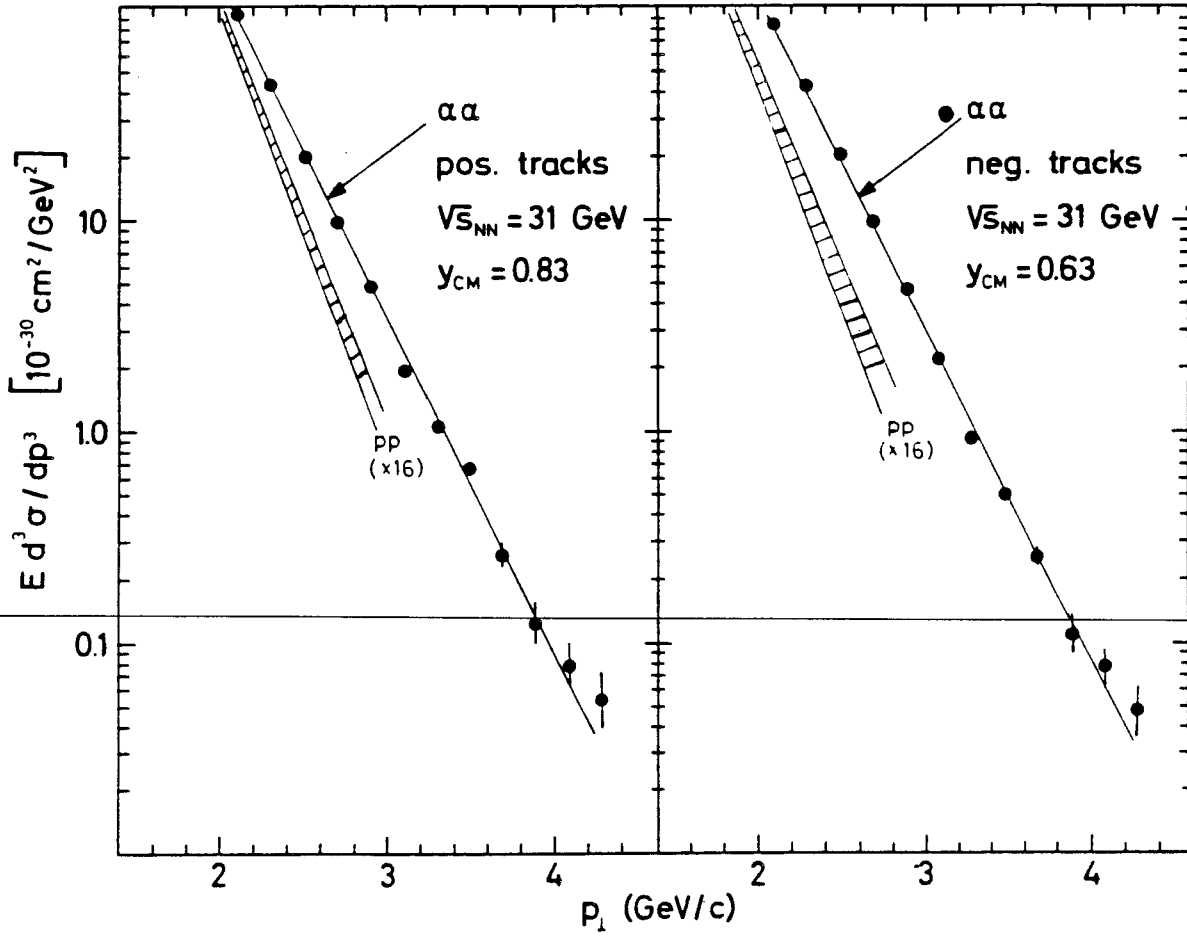 E d³ σ / dp³ [10⁻³⁰ cm² / GeV²]
10
1.0
0.1
αα
pos. tracks
√s_NN = 31 GeV
y_CM = 0.83
pp
(×16)
αα
neg. tracks
√s_NN = 31 GeV
y_CM = 0.63
pp
(×16)
2 3 4 2 3 4
p⊥ (GeV/c)